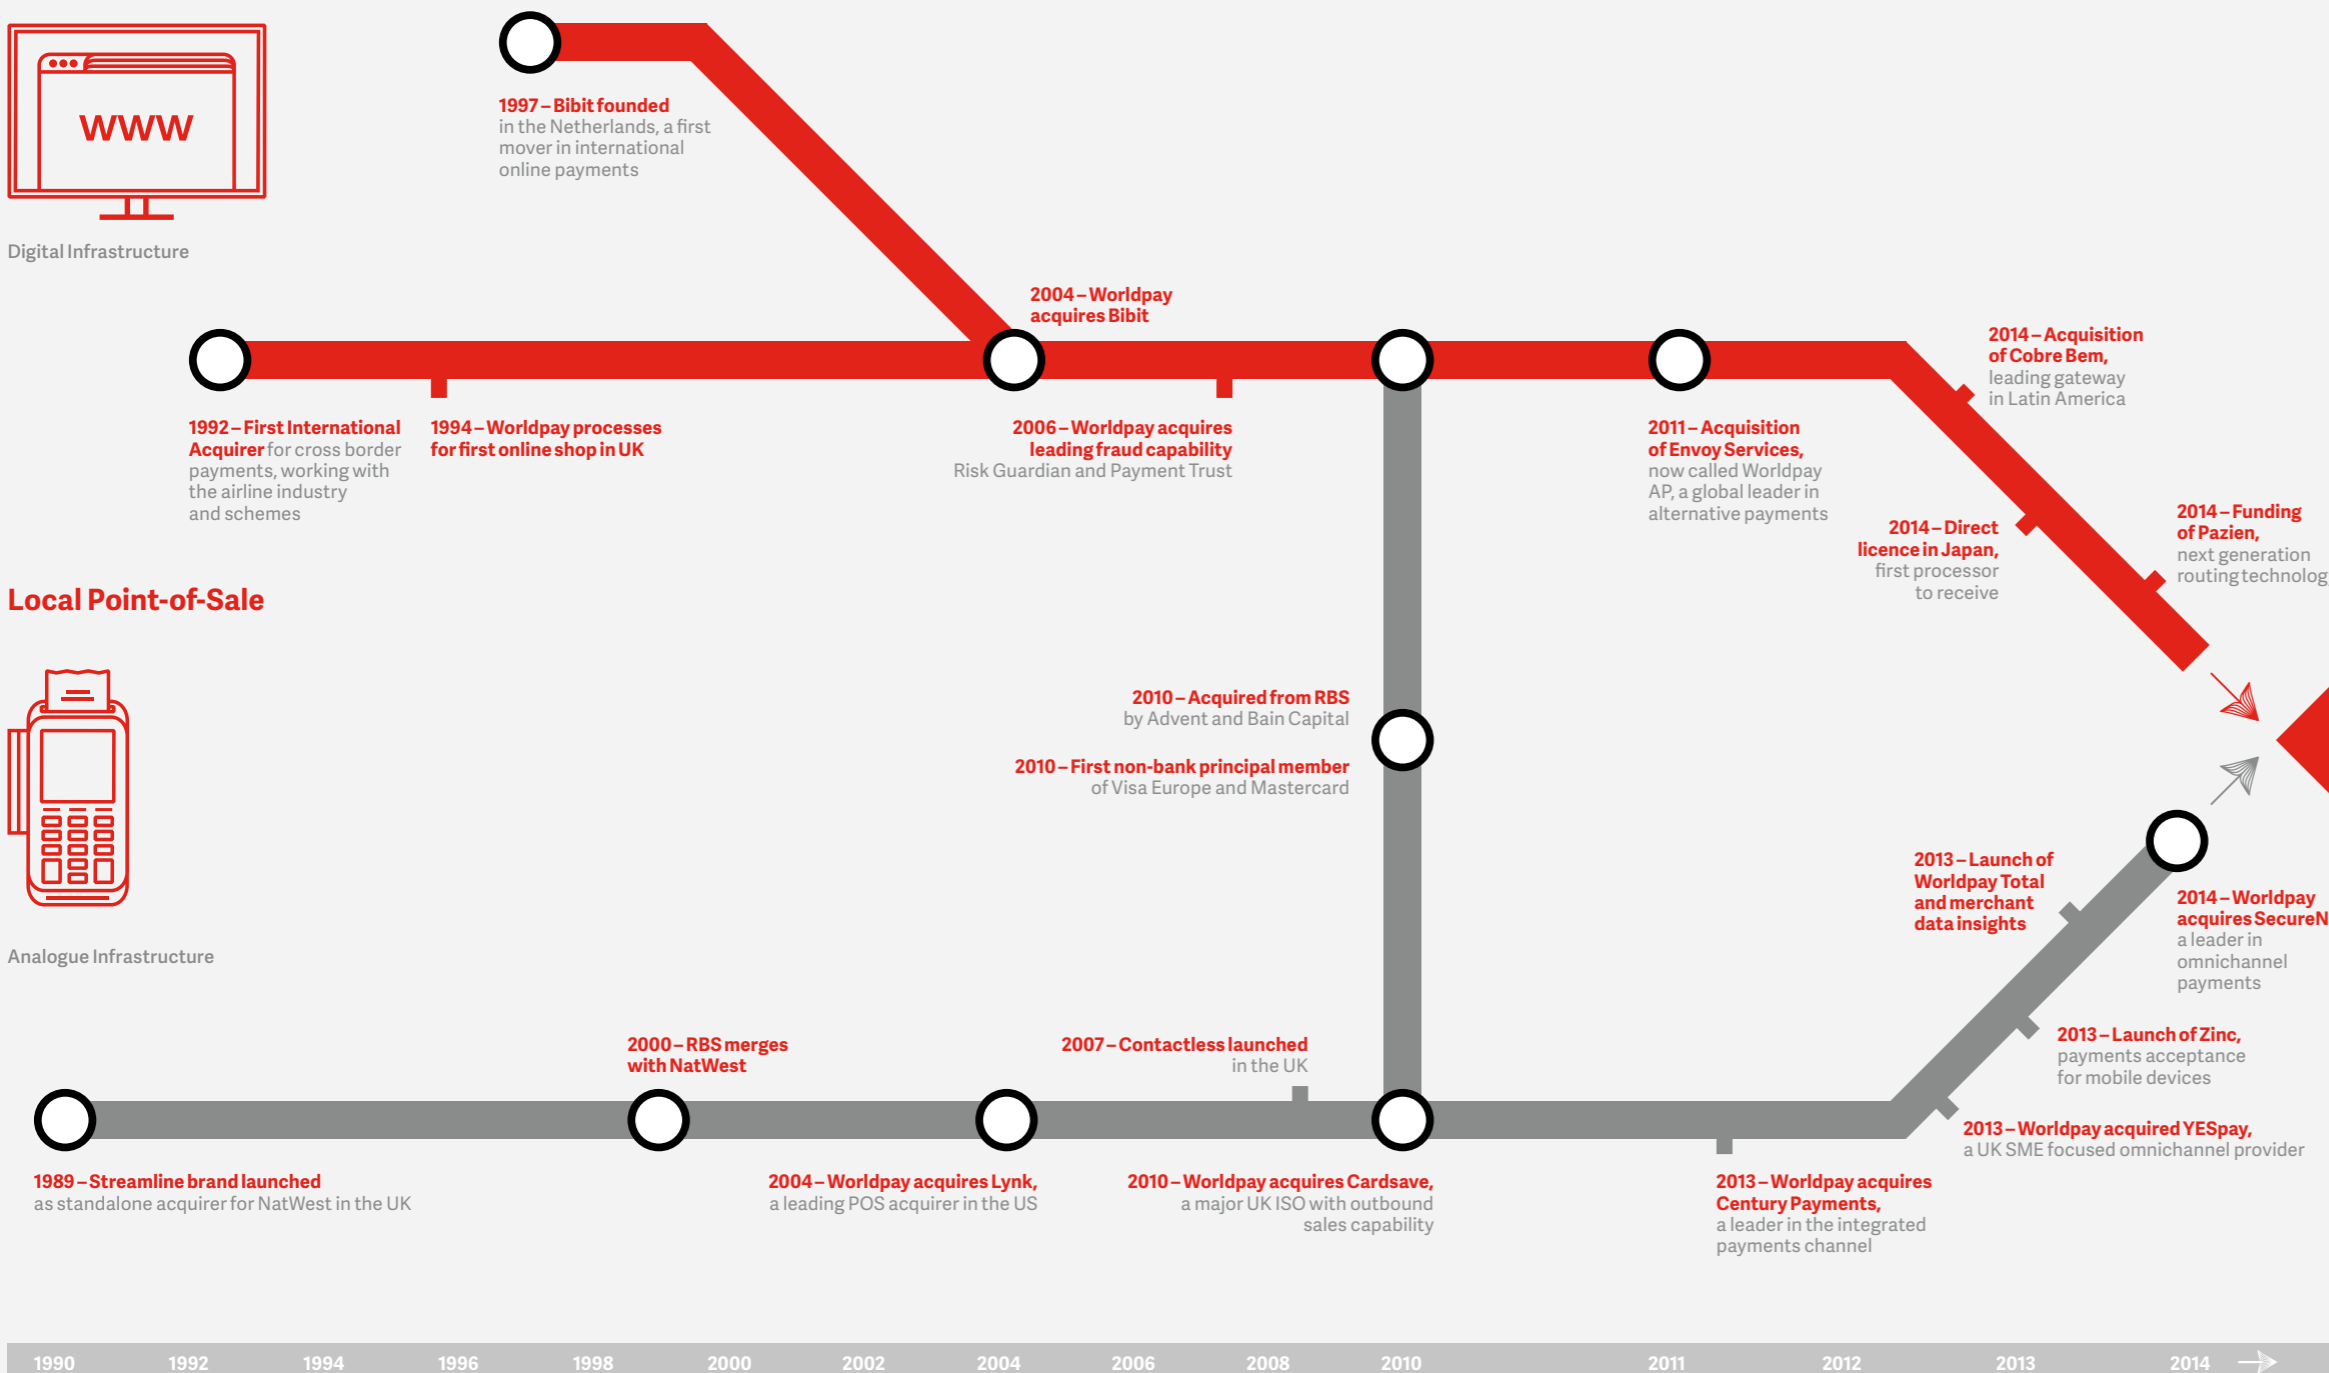 WWW
Digital Infrastructure
1997 – Bibit founded
in the Netherlands, a first
mover in international
online payments
2004 – Worldpay
acquires Bibit
1992 – First International
Acquirer for cross border
payments, working with
the airline industry
and schemes
1994 – Worldpay processes
for first online shop in UK
2006 – Worldpay acquires
leading fraud capability
Risk Guardian and Payment Trust
2011 – Acquisition
of Envoy Services,
now called Worldpay
AP, a global leader in
alternative payments
2014 – Acquisition
of Cobre Bem,
leading gateway
in Latin America
2014 – Direct
licence in Japan,
first processor
to receive
2014 – Funding
of Pazien,
next generation
routing technolog
Local Point-of-Sale
Analogue Infrastructure
2010 – Acquired from RBS
by Advent and Bain Capital
2010 – First non-bank principal member
of Visa Europe and Mastercard
2013 – Launch of
Worldpay Total
and merchant
data insights
2014 – Worldpay
acquires SecureN
a leader in
omnichannel
payments
2000 – RBS merges
with NatWest
2007 – Contactless launched
in the UK
2013 – Launch of Zinc,
payments acceptance
for mobile devices
2013 – Worldpay acquired YESpay,
a UK SME focused omnichannel provider
1989 – Streamline brand launched
as standalone acquirer for NatWest in the UK
2004 – Worldpay acquires Lynk,
a leading POS acquirer in the US
2010 – Worldpay acquires Cardsave,
a major UK ISO with outbound
sales capability
2013 – Worldpay acquires
Century Payments,
a leader in the integrated
payments channel
1990 1992 1994 1996 1998 2000 2002 2004 2006 2008 2010 2011 2012 2013 2014